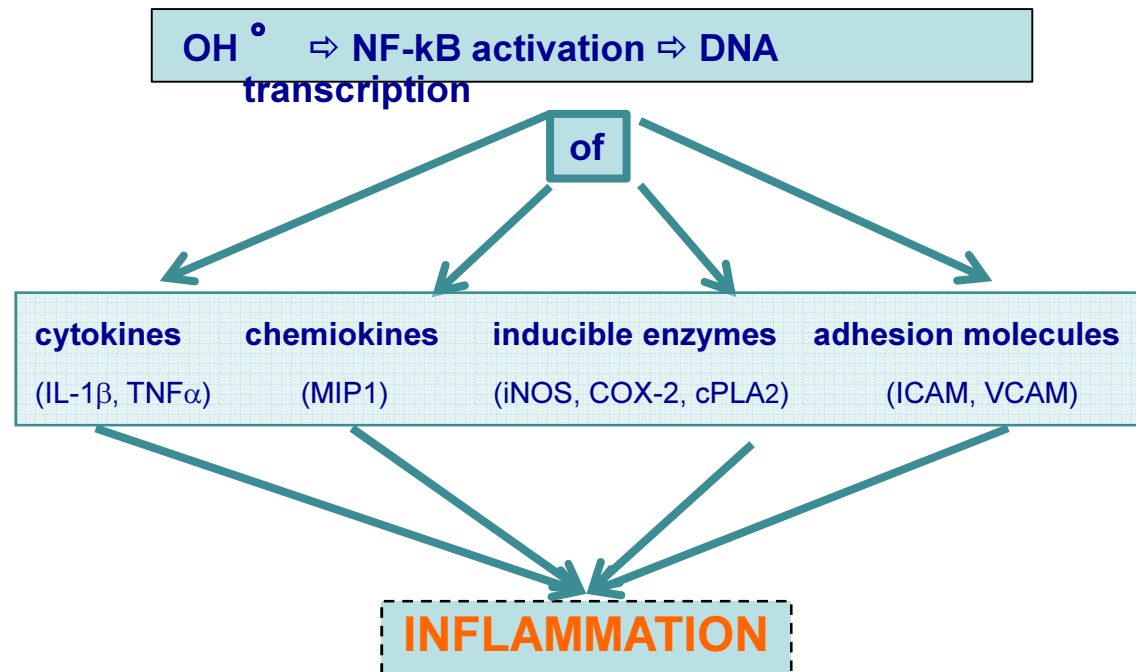 OH ° ⇨ NF-kB activation ⇨ DNA
transcription
of
cytokines chemiokines inducible enzymes adhesion molecules
(IL-1β, TNFα) (MIP1) (iNOS, COX-2, cPLA2) (ICAM, VCAM)
INFLAMMATION